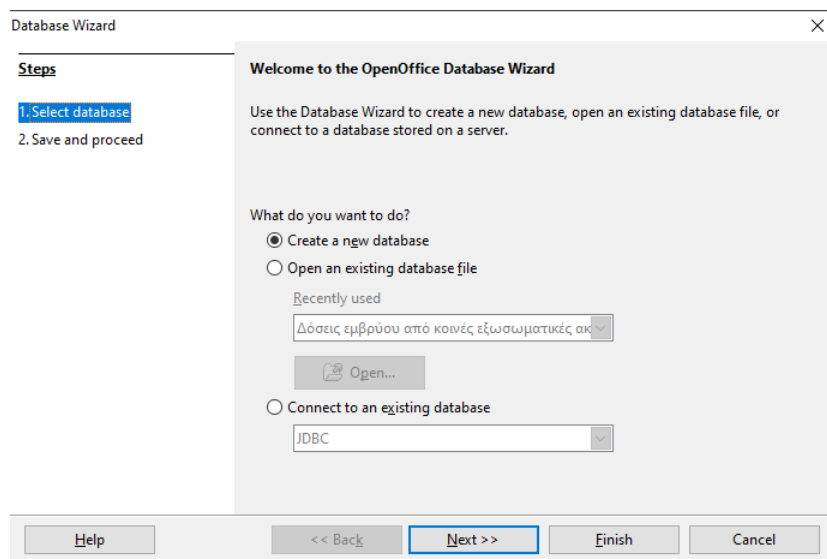 Database Wizard
Steps
1. Select database
2. Save and proceed
Welcome to the OpenOffice Database Wizard
Use the Database Wizard to create a new database, open an existing database file, or
connect to a database stored on a server.
What do you want to do?
Create a new database
Open an existing database file
Recently used
Δόσεις εμβρύου από κοινές εξωσωματικές ακ
Open...
Connect to an existing database
JDBC
Help
<< Back
Next >>
Finish
Cancel